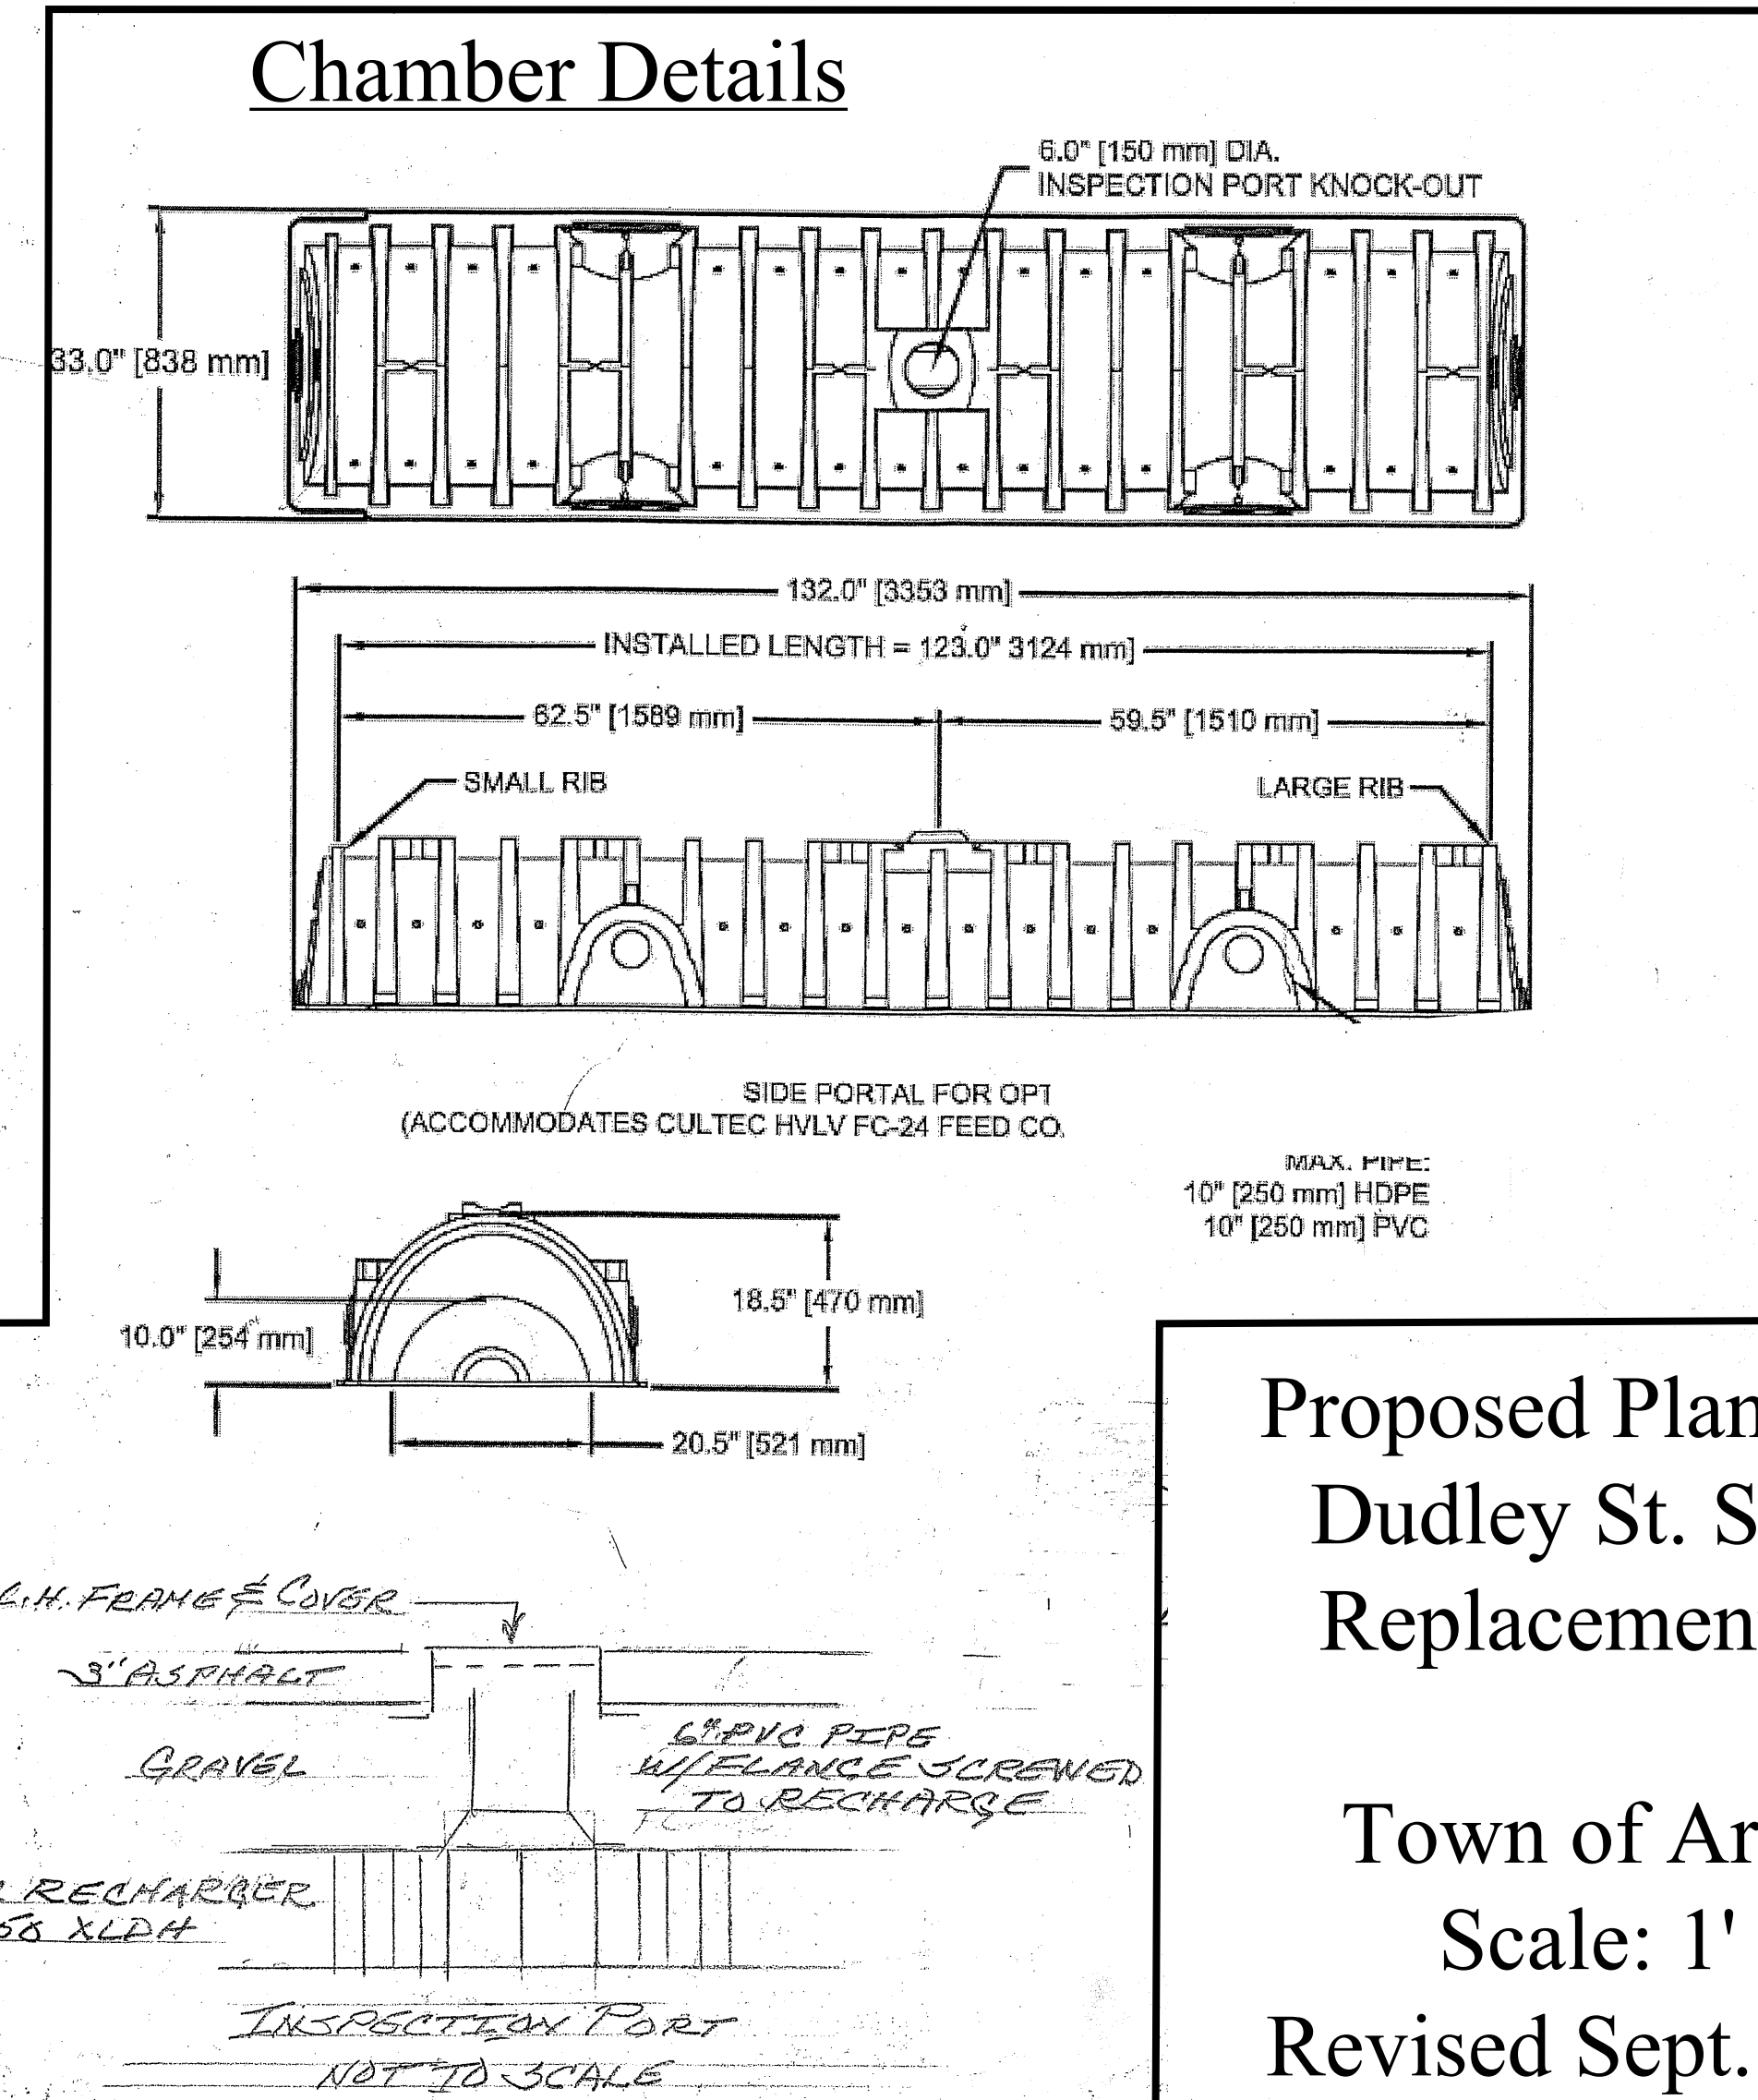 Chamber Details
6.0" [150 mm] DIA.
INSPECTION PORT KNOCK-OUT
33.0" [838 mm]
132.0" [3353 mm]
INSTALLED LENGTH = 123.0" 3124 mm]
62.5" [1589 mm]
59.5" [1510 mm]
SMALL RIB
LARGE RIB
SIDE PORTAL FOR OPT
(ACCOMMODATES CULTEC HVLV FC-24 FEED CO
MAX. PIPE:
10" [250 mm] HDPE
10" [250 mm] PVC
18.5" [470 mm]
10.0" [254 mm]
20.5" [521 mm]
Proposed Plan
Dudley St. S
Replacemen
Town of Ar
Scale: 1'
Revised Sept.
.H. FRAME & COVER
3" ASPHALT
GRAVEL
6" PVC PIPE
W/FLANGE SCREWED
TO RECHARGE
RECHARGER
XLDH
INSPECTION PORT
NOT TO SCALE